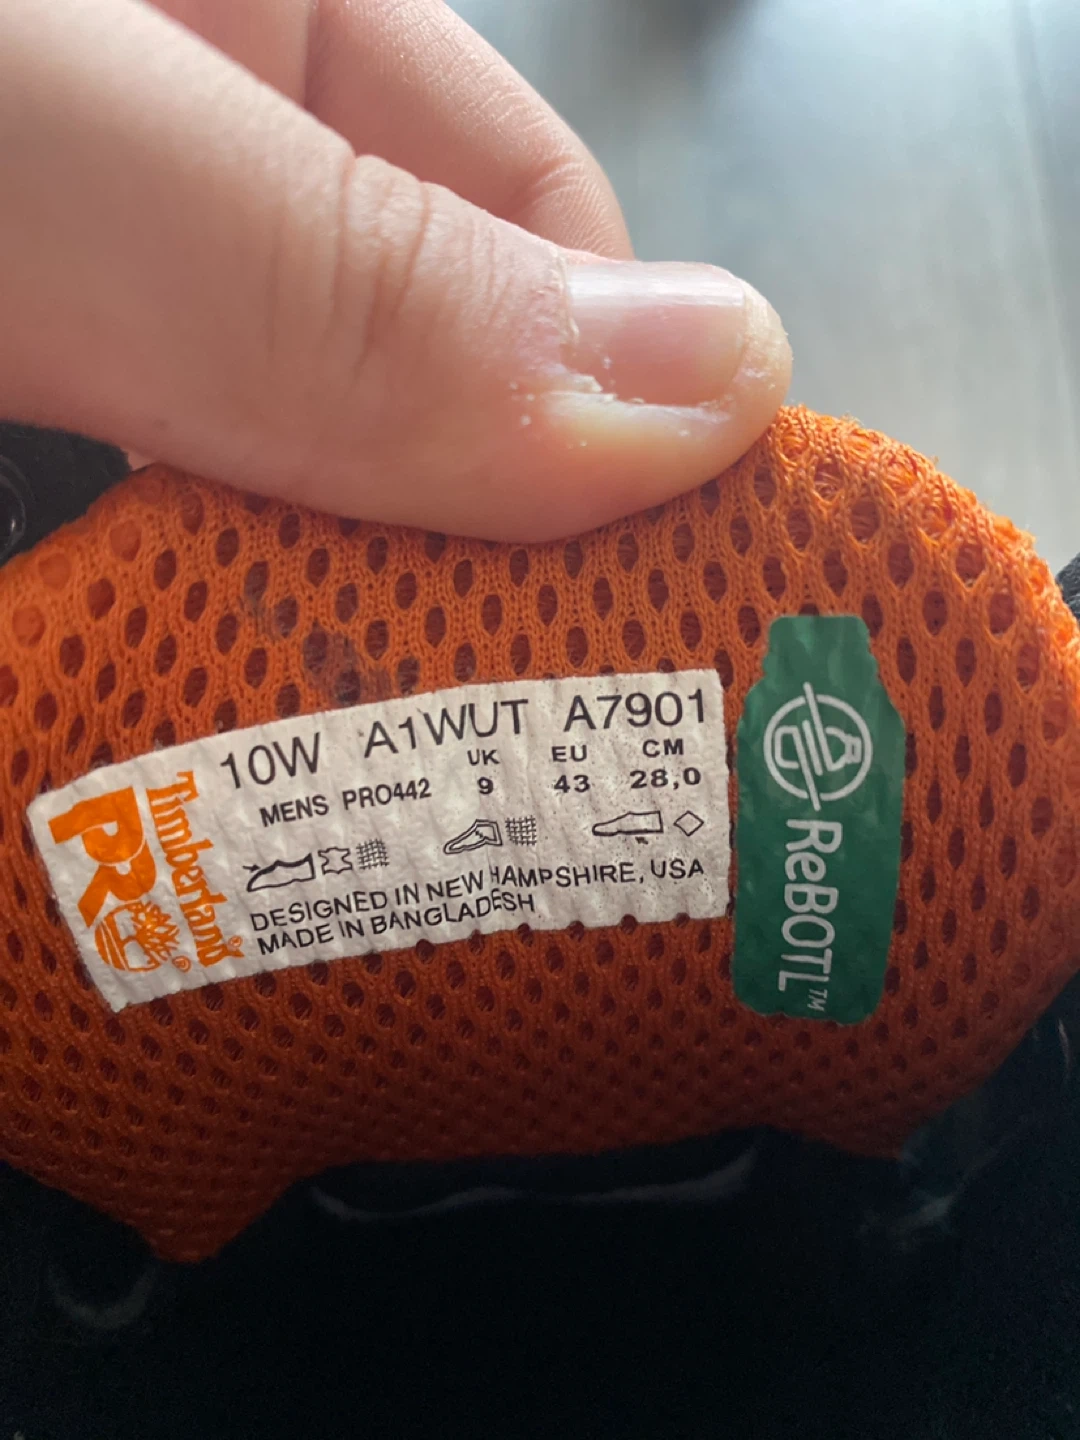 10W A1WUT A7901
UK EU CM
MENS PRO442 9 43 28,0
DESIGNED IN NEW HAMPSHIRE, USA
MADE IN BANGLADESH
Timberland®
PRO®
ReBOTL™